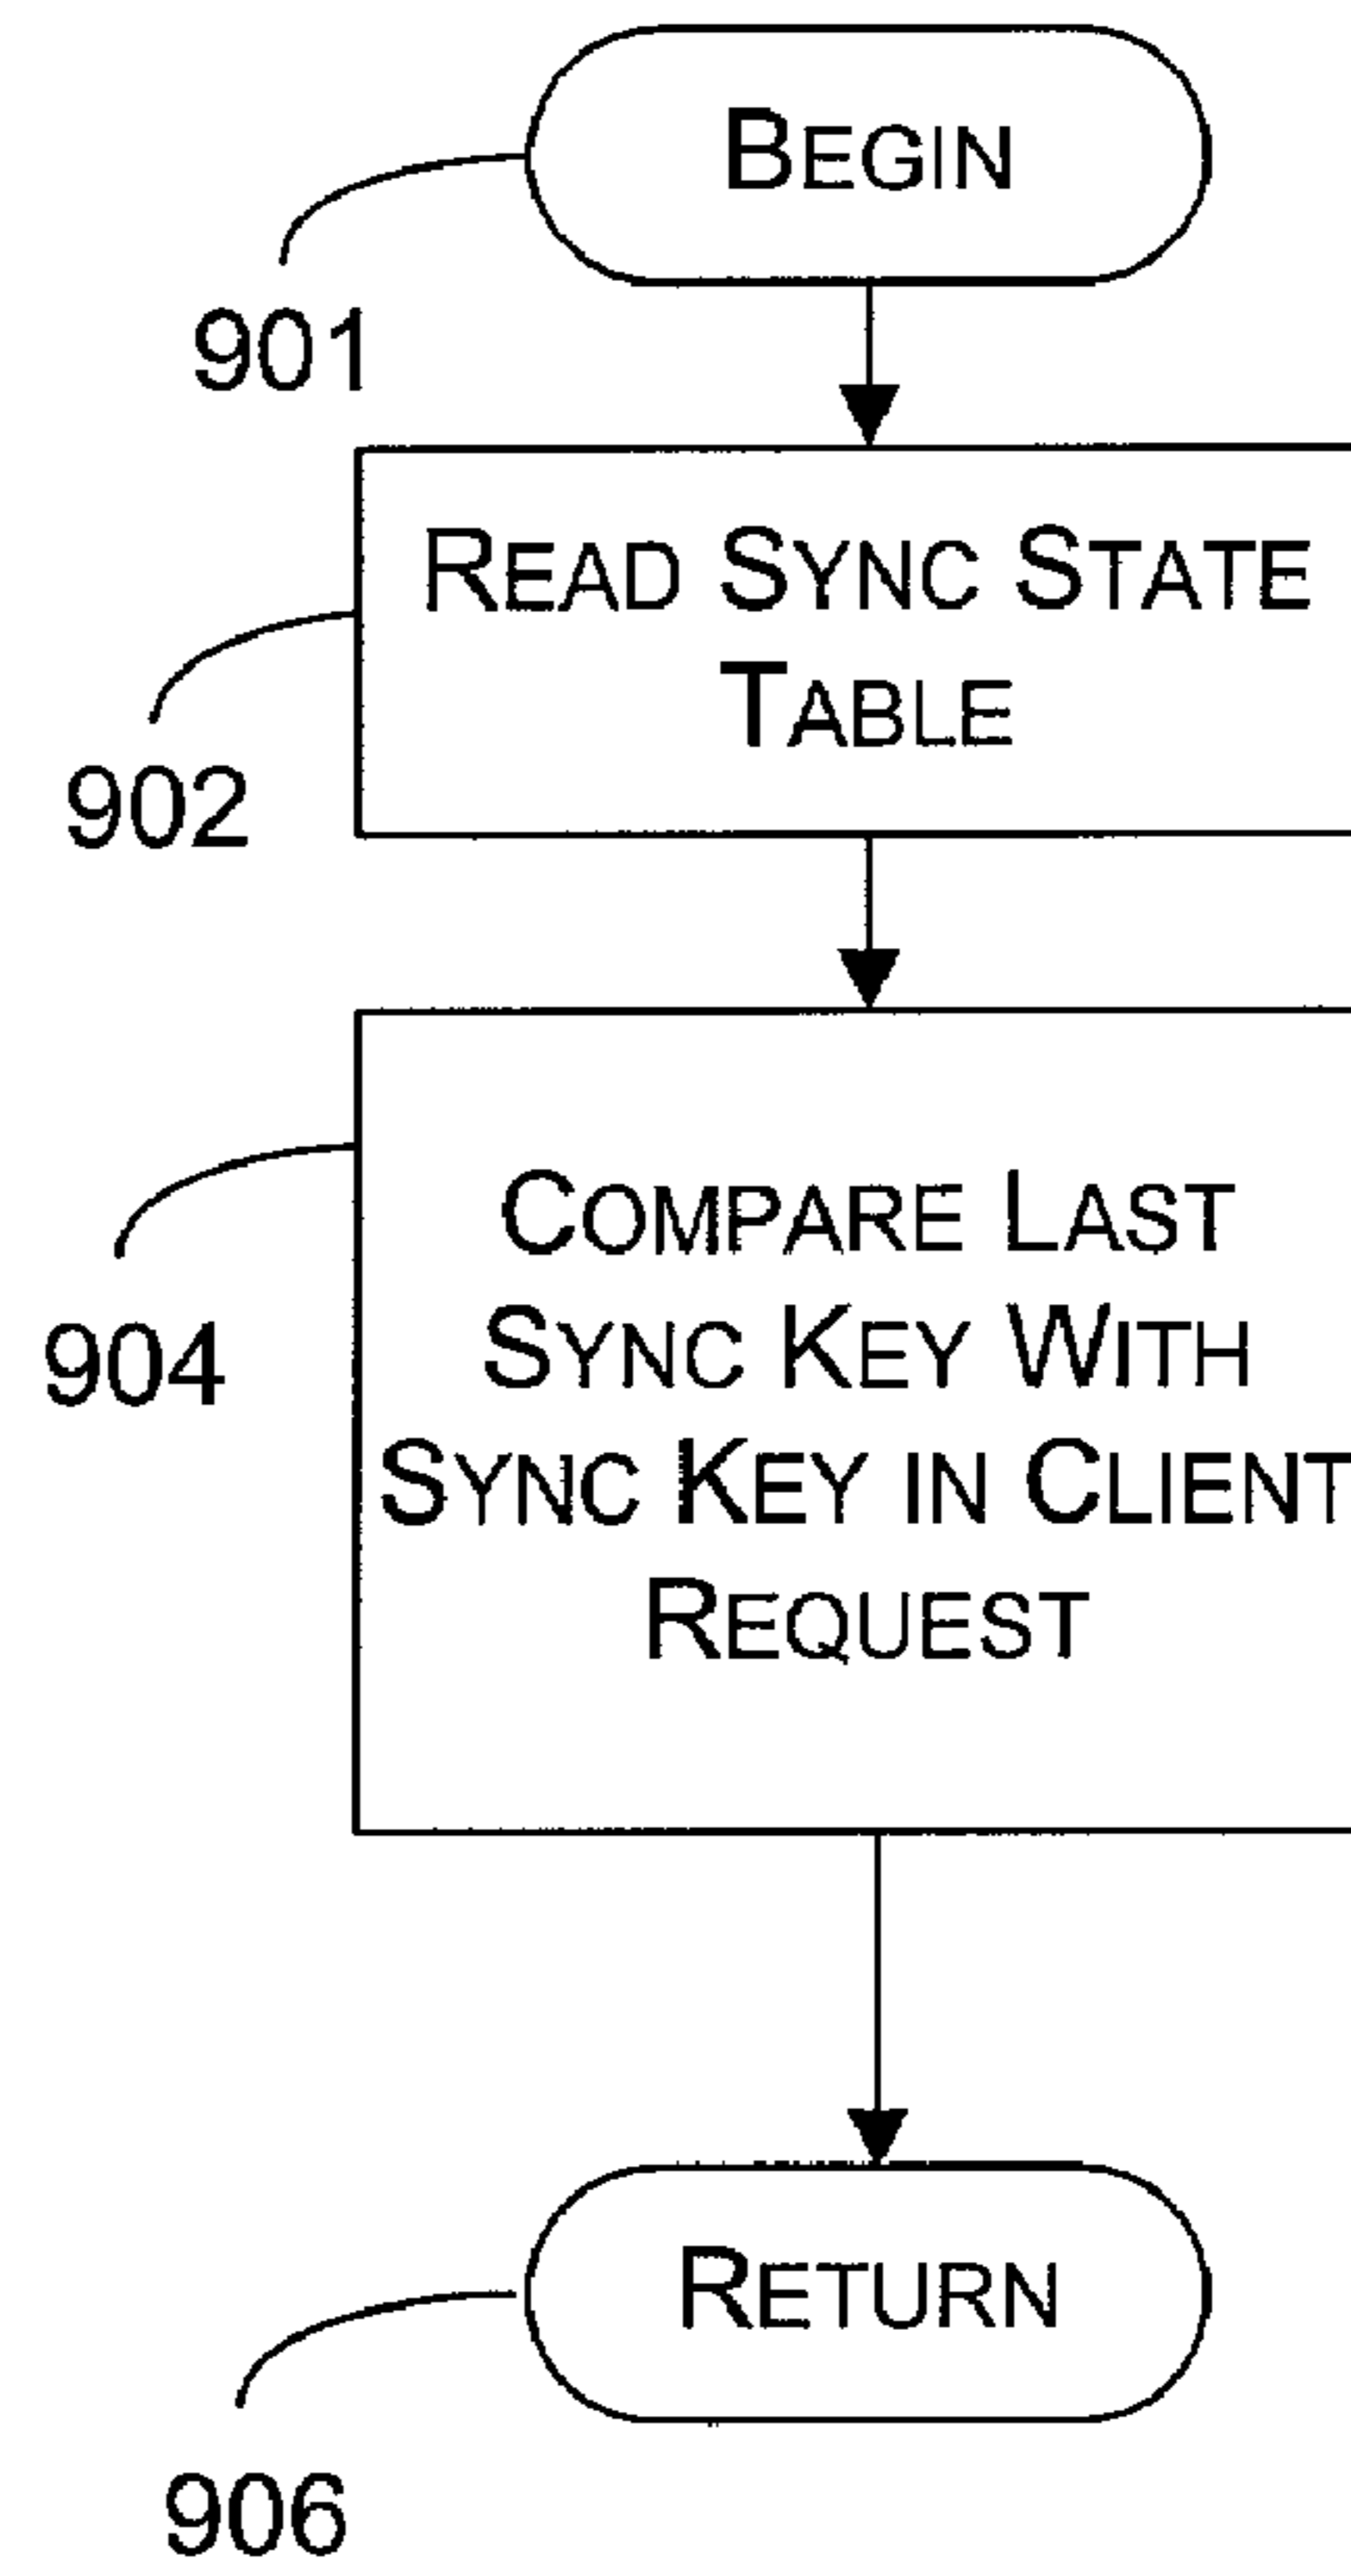 BEGIN
901
READ SYNC STATE
TABLE
902
COMPARE LAST
SYNC KEY WITH
SYNC KEY IN CLIENT
REQUEST
904
RETURN
906